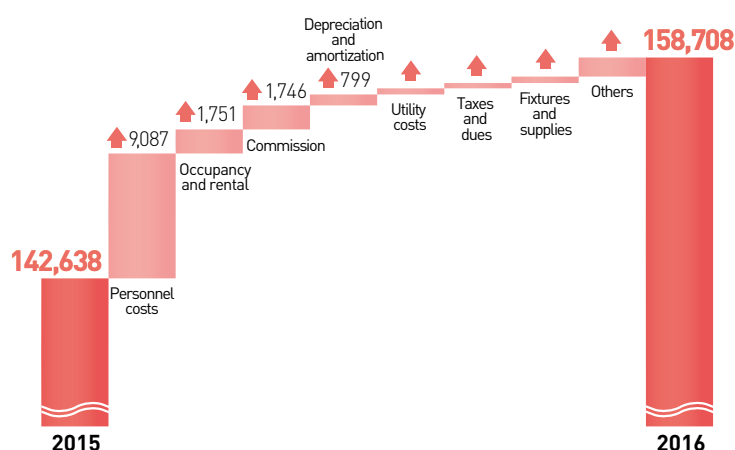 Depreciation
and
amortization
158,708
799
1,746
1,751
9,087
Utility
costs
Taxes
and
dues
Fixtures
and
supplies
Others
Commission
Occupancy
and rental
142,638
Personnel
costs
2015
2016